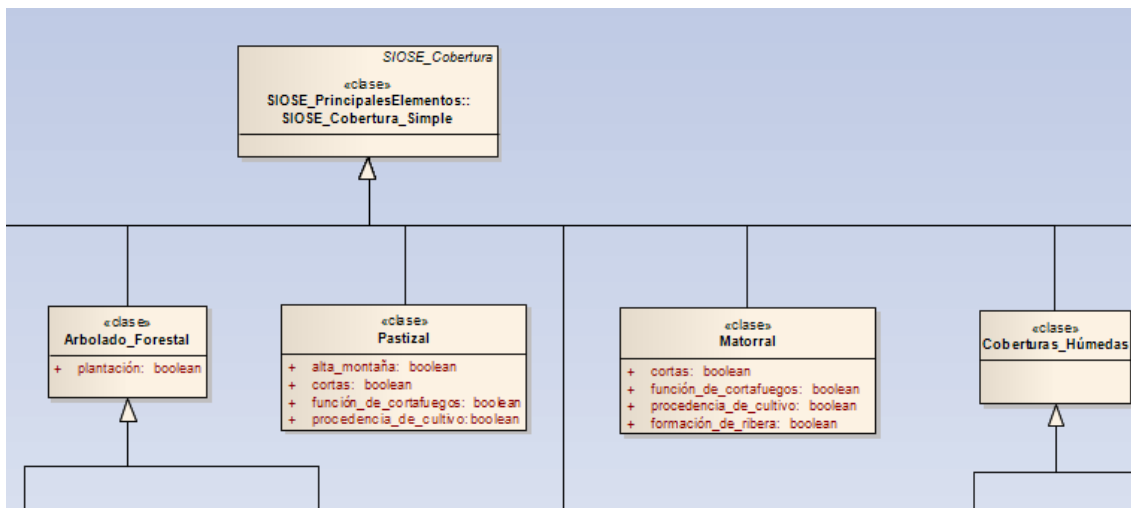 SIOSE_Cobertura
«clase»
SIOSE_PrincipalesElementos::
SIOSE_Cobertura_Simple
«clase»
Arbolado_Forestal
+ plantación: boolean
«clase»
Pastizal
+ alta_montaña: boolean
+ cortas: boolean
+ función_de_cortafuegos: boolean
+ procedencia_de_cultivo:boolean
«clase»
Matorral
+ cortas: boolean
+ función_de_cortafuegos: boolean
+ procedencia_de_cultivo: boolean
+ formación_de_ribera: boolean
«clase»
Coberturas_Húmedas